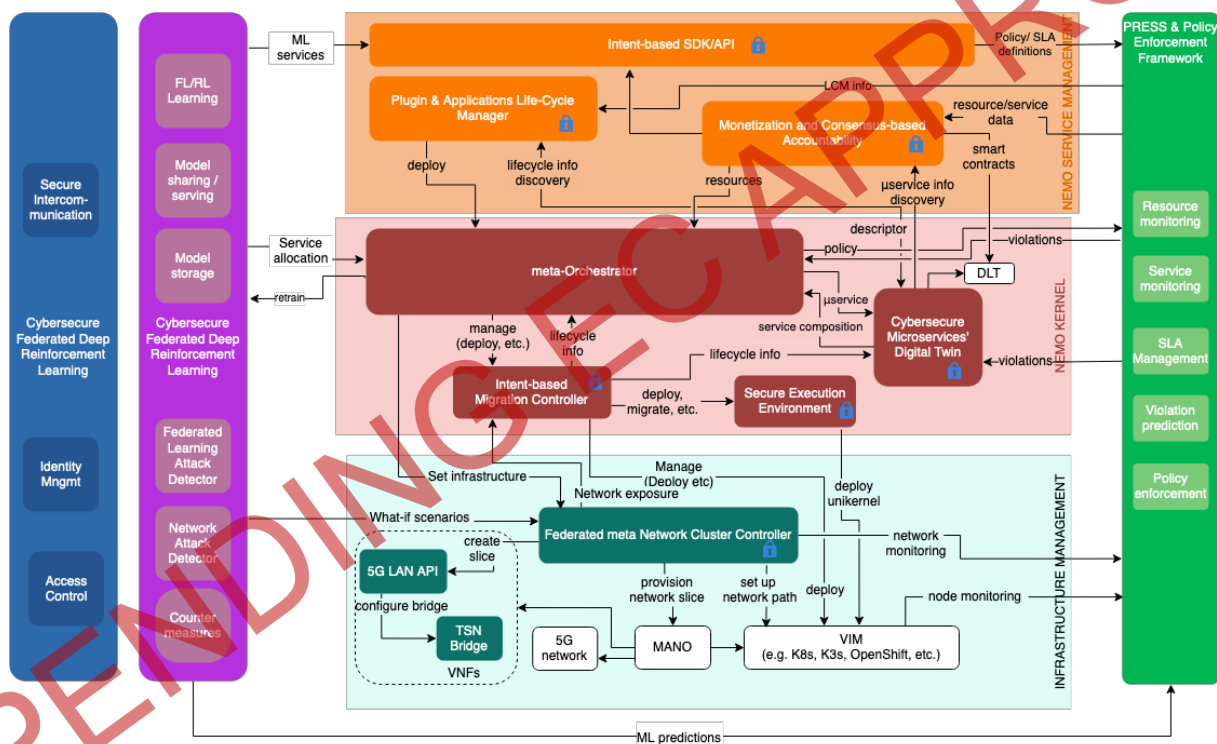 ML
services
Intent-based SDK/API
Policy/ SLA
definitions
PRESS & Policy
Enforcement
Framework
NEMO SERVICE MANAGEMENT
FL/RL
Learning
Plugin & Applications Life-Cycle
Manager
LCM info
Monetization and Consensus-based
Accountability
resource/service
data
deploy
lifecycle info
discovery
resources
smart
contracts
µservice info
discovery
Secure
Intercom-
munication
Model
sharing /
serving
Resource
monitoring
descriptor
Service
allocation
Model
storage
meta-Orchestrator
policy
violations
DLT
Service
monitoring
retrain
µservice
service composition
NEMO KERNEL
Cybersecure
Federated Deep
Reinforcement
Learning
Cybersecure
Federated Deep
Reinforcement
Learning
manage
(deploy, etc.)
lifecycle
info
lifecycle info
Cybersecure
Microservices'
Digital Twin
violations
SLA
Management
Intent-based
Migration Controller
deploy,
migrate, etc.
Secure Execution
Environment
Violation
prediction
Federated
Learning
Attack
Detector
Identity
Mngmt
Set infrastructure
Manage
(Deploy etc)
Network exposure
deploy
unikernel
Policy
enforcement
INFRASTRUCTURE MANAGEMENT
Network
Attack
Detector
What-if scenarios
Federated meta Network Cluster Controller
network
monitoring
create
slice
5G LAN API
configure bridge
provision
network slice
set up
network path
deploy
node monitoring
Access
Control
Counter
measures
TSN
Bridge
VNFs
5G
network
MANO
VIM
(e.g. K8s, K3s, OpenShift, etc.)
ML predictions
PENDING EC APPRO